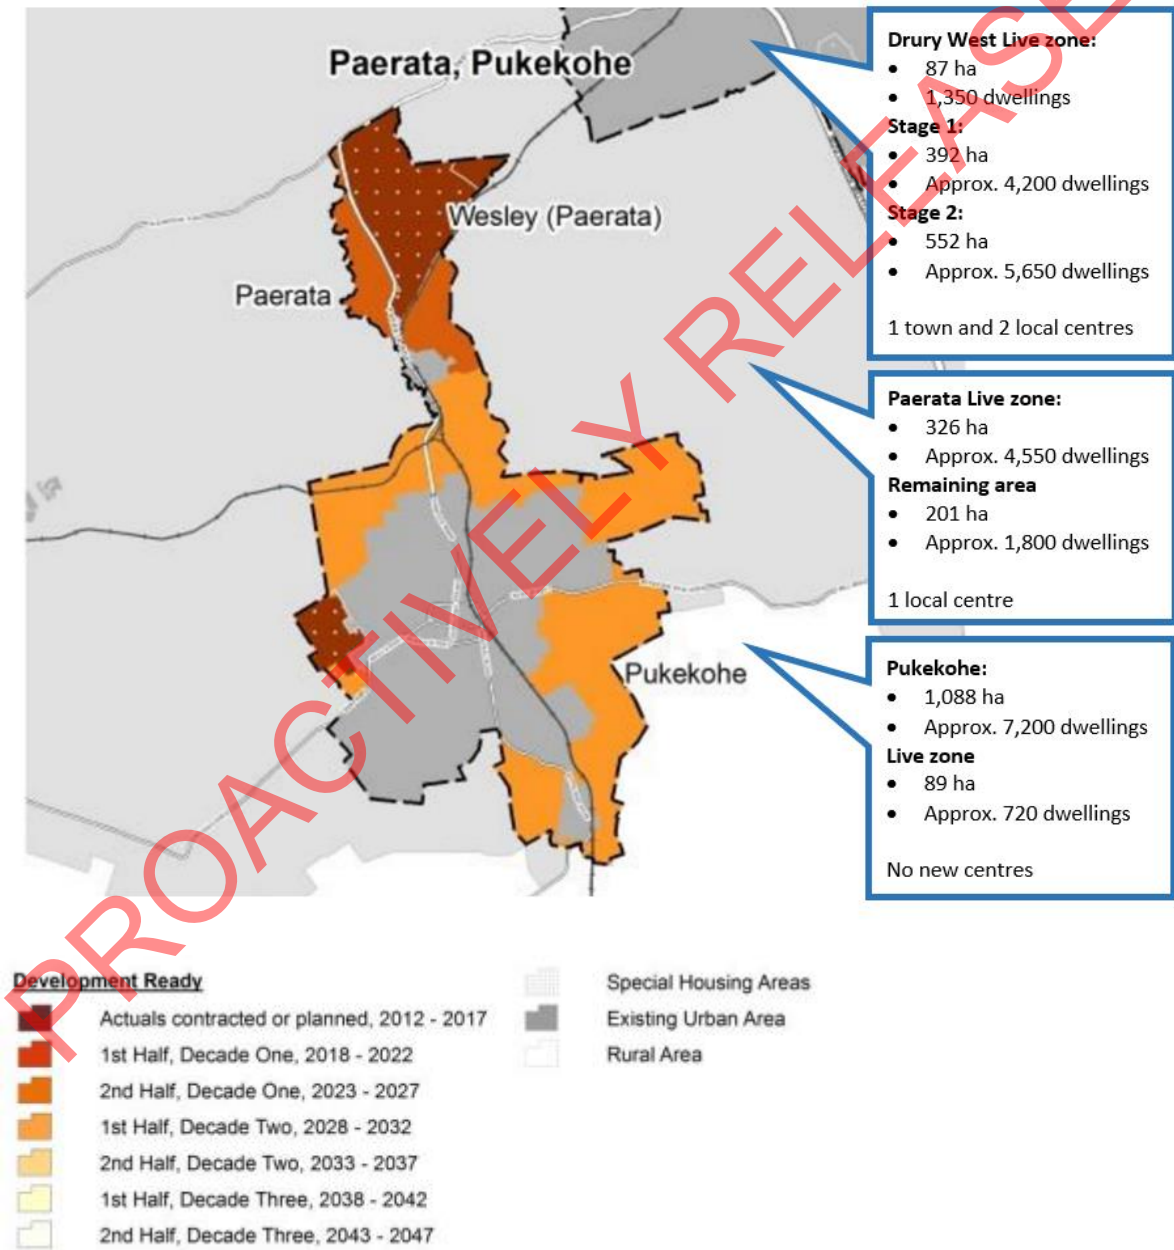 Paerata, Pukekohe
Wesley (Paerata)
Paerata
Pukekohe
Drury West Live zone:
• 87 ha
• 1,350 dwellings
Stage 1:
• 392 ha
• Approx. 4,200 dwellings
Stage 2:
• 552 ha
• Approx. 5,650 dwellings
1 town and 2 local centres
Paerata Live zone:
• 326 ha
• Approx. 4,550 dwellings
Remaining area
• 201 ha
• Approx. 1,800 dwellings
1 local centre
Pukekohe:
• 1,088 ha
• Approx. 7,200 dwellings
Live zone
• 89 ha
• Approx. 720 dwellings
No new centres
Development Ready
Actuals contracted or planned, 2012 - 2017
1st Half, Decade One, 2018 - 2022
2nd Half, Decade One, 2023 - 2027
1st Half, Decade Two, 2028 - 2032
2nd Half, Decade Two, 2033 - 2037
1st Half, Decade Three, 2038 - 2042
2nd Half, Decade Three, 2043 - 2047
Special Housing Areas
Existing Urban Area
Rural Area
PROACTIVELY RELEASE